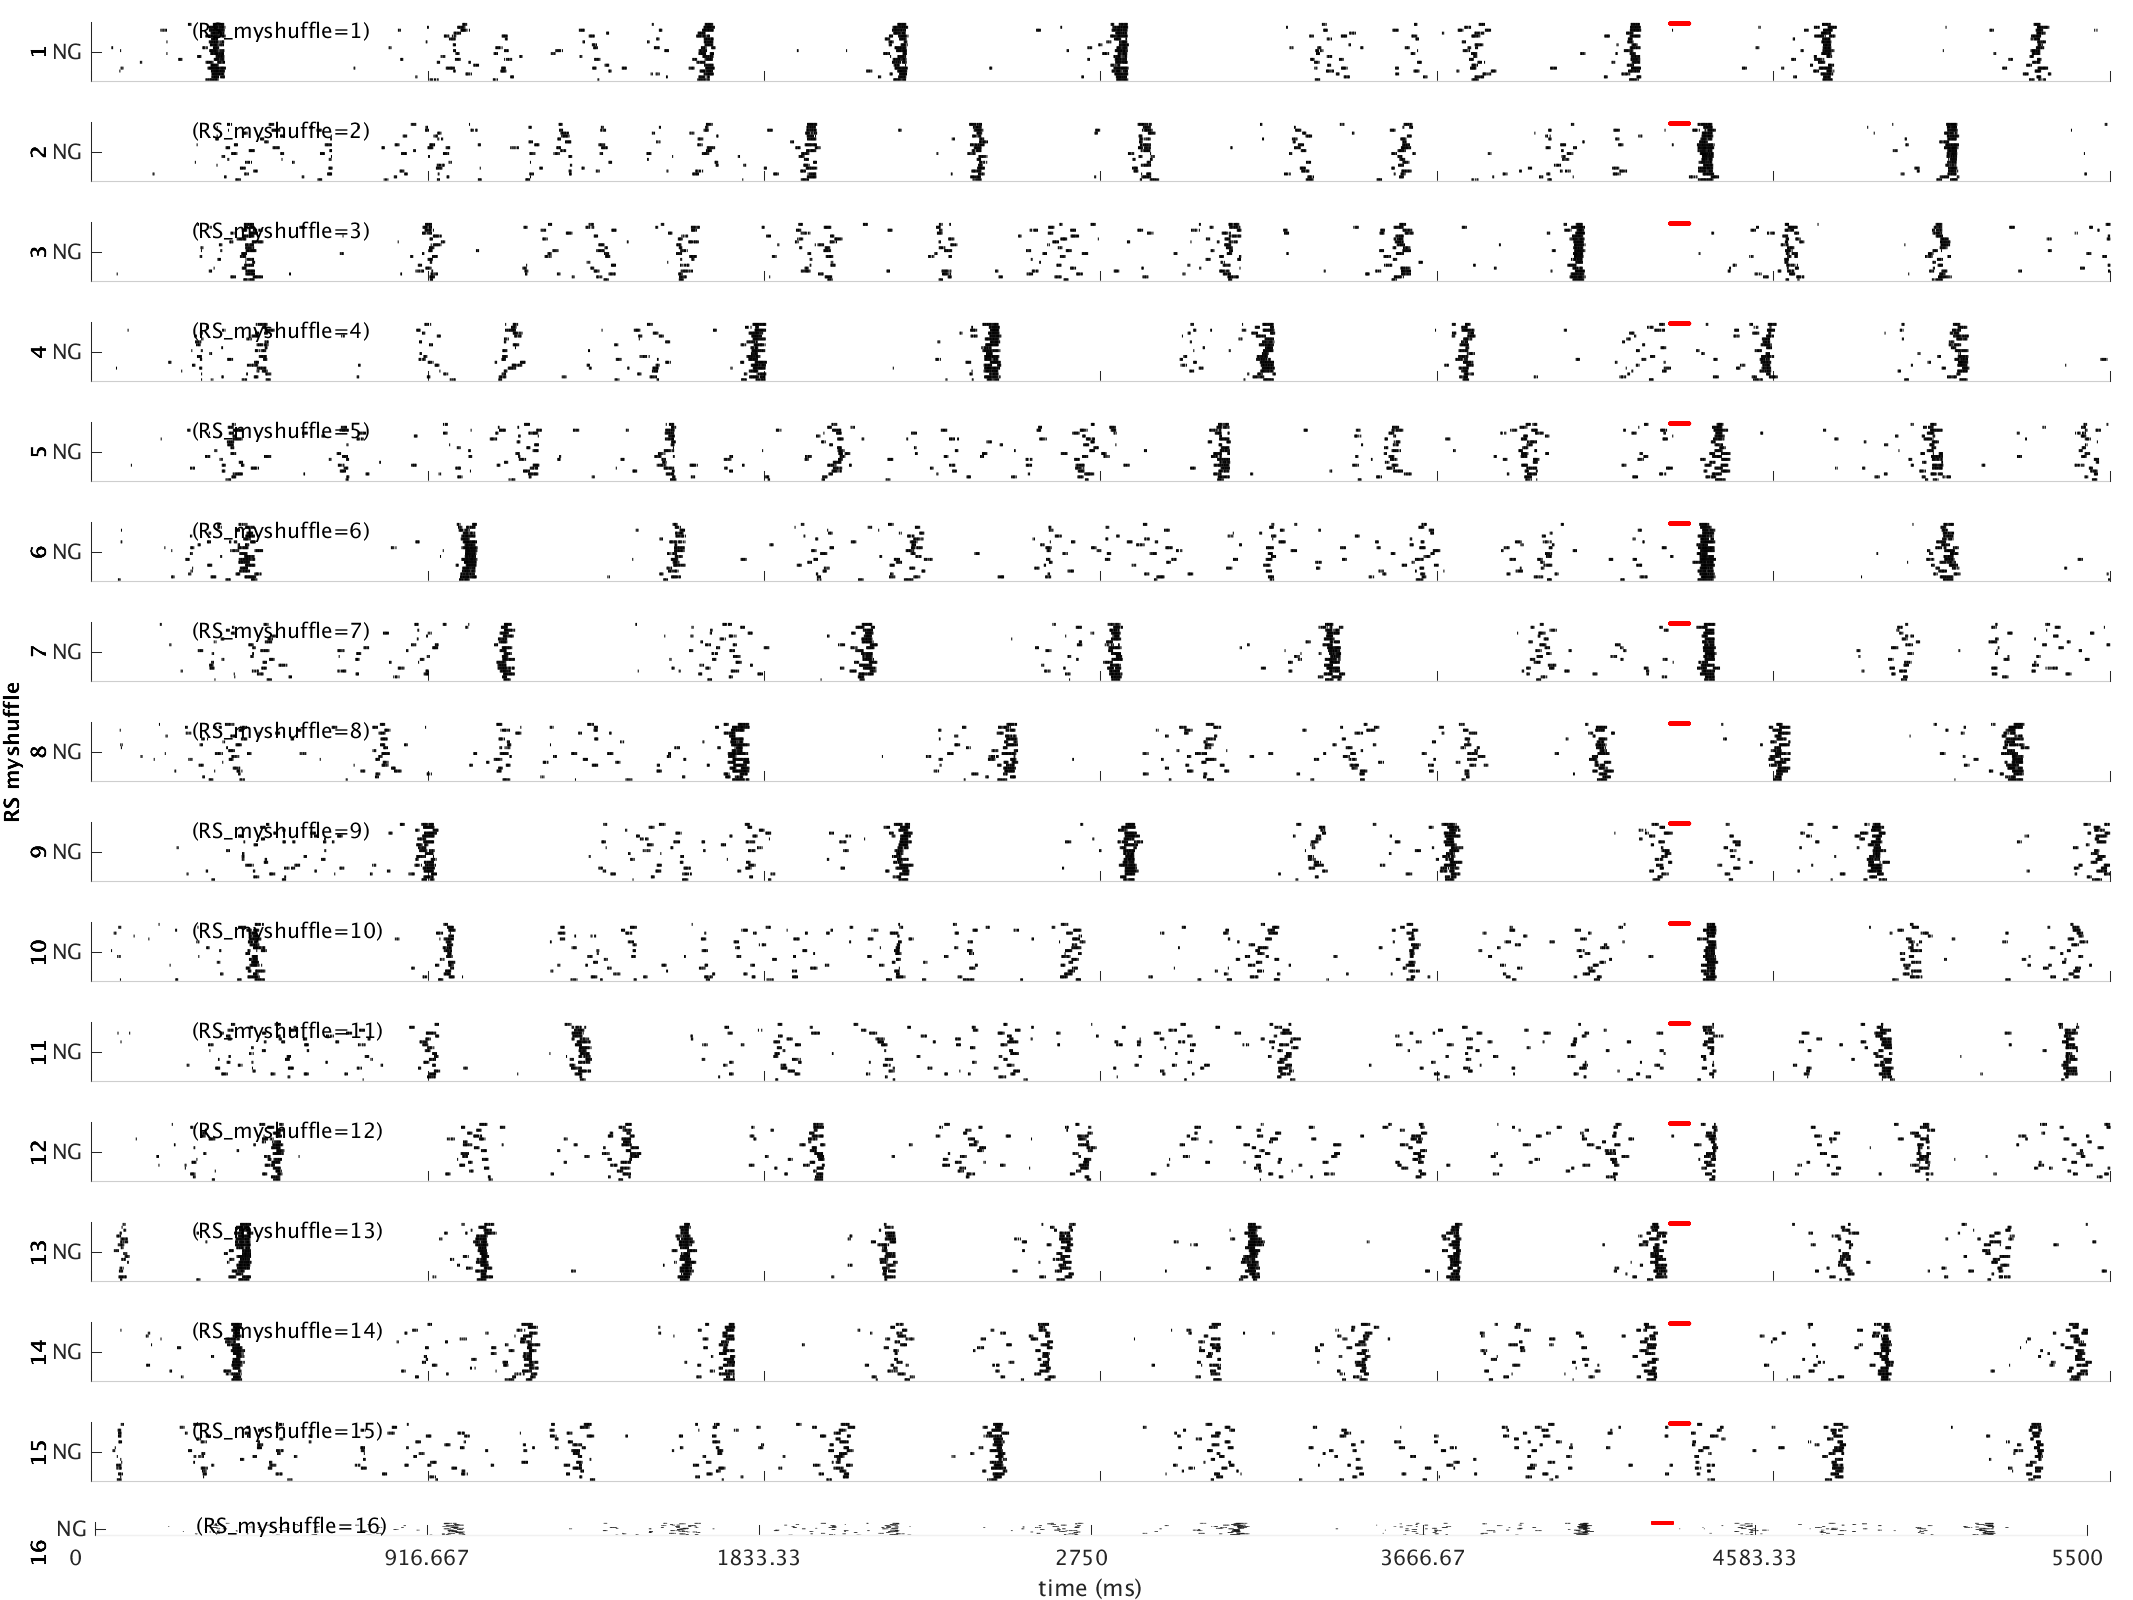 RS myshuffle
1 NG (RS_myshuffle=1)
2 NG (RS_myshuffle=2)
3 NG (RS_myshuffle=3)
4 NG (RS_myshuffle=4)
5 NG (RS_myshuffle=5)
6 NG (RS_myshuffle=6)
7 NG (RS_myshuffle=7)
8 NG (RS_myshuffle=8)
9 NG (RS_myshuffle=9)
10 NG (RS_myshuffle=10)
11 NG (RS_myshuffle=11)
12 NG (RS_myshuffle=12)
13 NG (RS_myshuffle=13)
14 NG (RS_myshuffle=14)
15 NG (RS_myshuffle=15)
16 NG (RS_myshuffle=16)
0 916.667 1833.33 2750 3666.67 4583.33 5500
time (ms)